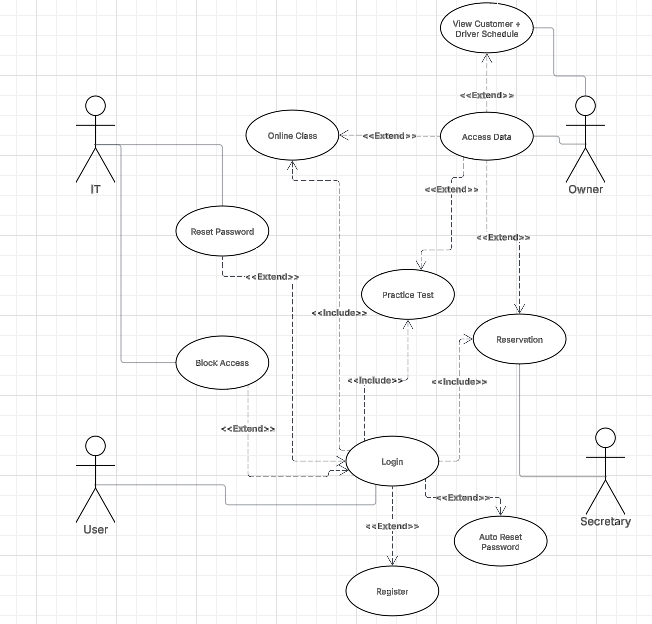 View Customer +
Driver Schedule
<<Extend>>
Online Class
<<Extend>>
Access Data
IT
<<Extend>>
Owner
Reset Password
<<Extend>>
<<Extend>>
Practice Test
<<Include>>
Reservation
Block Access
<<Include>>
<<Include>>
<<Extend>>
Login
<<Extend>>
User
<<Extend>>
Secretary
Auto Reset
Password
Register